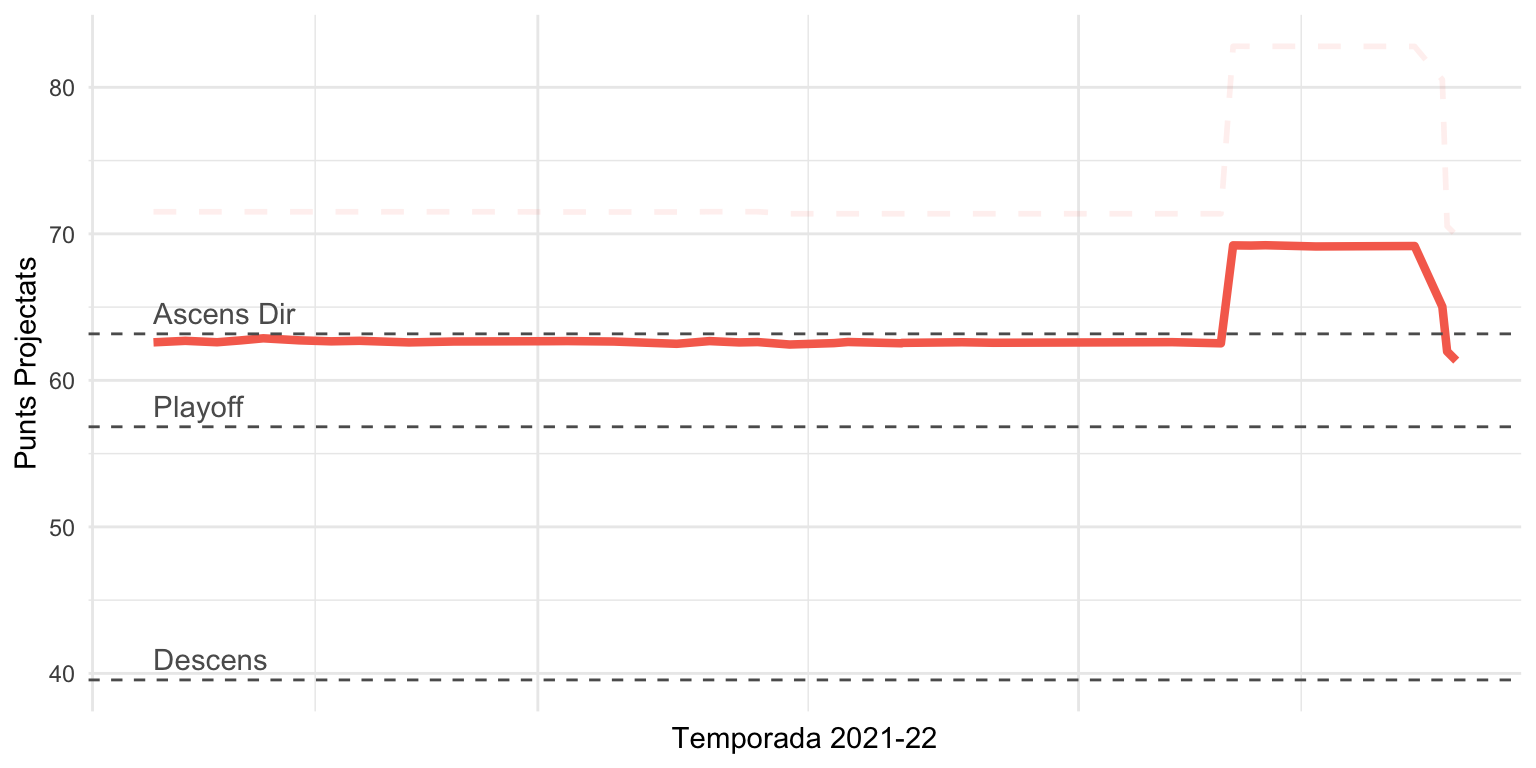 80
70
60
50
40
Punts Projectats
Ascens Dir
Playoff
Descens
Temporada 2021-22